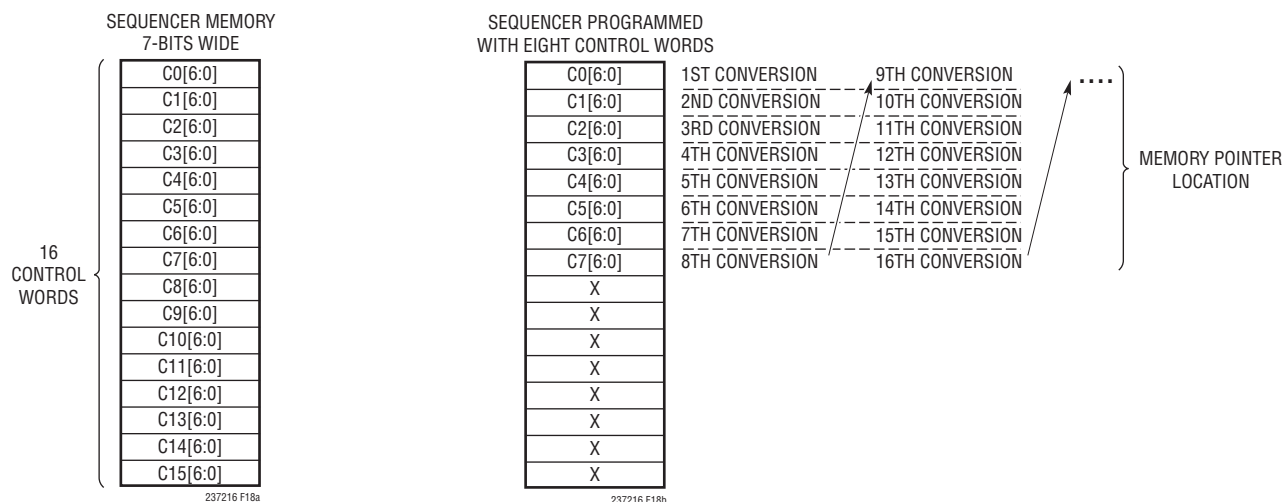 SEQUENCER MEMORY
7-BITS WIDE
16
CONTROL
WORDS
C0[6:0]
C1[6:0]
C2[6:0]
C3[6:0]
C4[6:0]
C5[6:0]
C6[6:0]
C7[6:0]
C8[6:0]
C9[6:0]
C10[6:0]
C11[6:0]
C12[6:0]
C13[6:0]
C14[6:0]
C15[6:0]
237216 F18a
SEQUENCER PROGRAMMED
WITH EIGHT CONTROL WORDS
C0[6:0] 1ST CONVERSION 9TH CONVERSION ....
C1[6:0] 2ND CONVERSION 10TH CONVERSION
C2[6:0] 3RD CONVERSION 11TH CONVERSION
C3[6:0] 4TH CONVERSION 12TH CONVERSION
C4[6:0] 5TH CONVERSION 13TH CONVERSION
C5[6:0] 6TH CONVERSION 14TH CONVERSION
C6[6:0] 7TH CONVERSION 15TH CONVERSION
C7[6:0] 8TH CONVERSION 16TH CONVERSION
X
X
X
X
X
X
X
X
MEMORY POINTER
LOCATION
237216 F18b